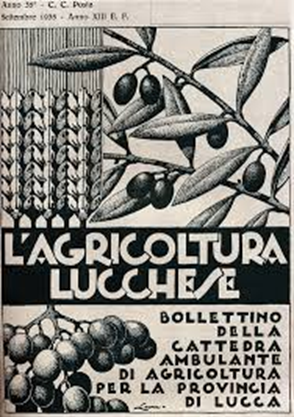 Anno 38° - C. C. Posta
Settembre 1935 - Anno XIII E. F.
L'AGRICOLTURA
LUCCHESE
BOLLETTINO
DELLA
CATTEDRA
AMBULANTE
DI AGRICOLTURA
PER LA PROVINCIA
DI LUCCA